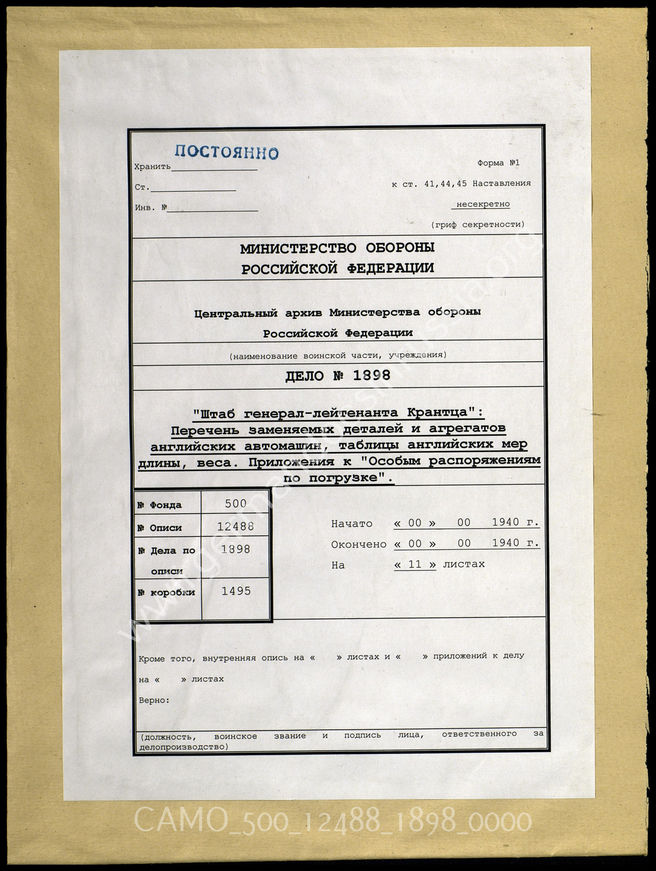 ПОСТОЯННО
Хранить
Форма №1
Ст.
к ст. 41,44,45 Наставления
Инв. №
несекретно
(гриф секретности)
МИНИСТЕРСТВО ОБОРОНЫ
РОССИЙСКОЙ ФЕДЕРАЦИИ
Центральный архив Министерства обороны
Российской Федерации
(наименование воинской части, учреждения)
ДЕЛО № 1898
"Штаб генерал-лейтенанта Крантца":
Перечень заменяемых деталей и агрегатов
английских автомашин, таблицы английских мер
длины, веса. Приложения к "Особым распоряжениям
по погрузке".
№ Фонда 500
№ Описи 12488
№ Дела по описи 1898
№ коробки 1495
Начато « 00 » 00 1940 г.
Окончено « 00 » 00 1940 г.
На « 11 » листах
Кроме того, внутренняя опись на « » листах и « » приложений к делу
на « » листах
Верно:
(должность, воинское звание и подпись лица, ответственного за
делопроизводство)
CAMO_500_12488_1898_0000